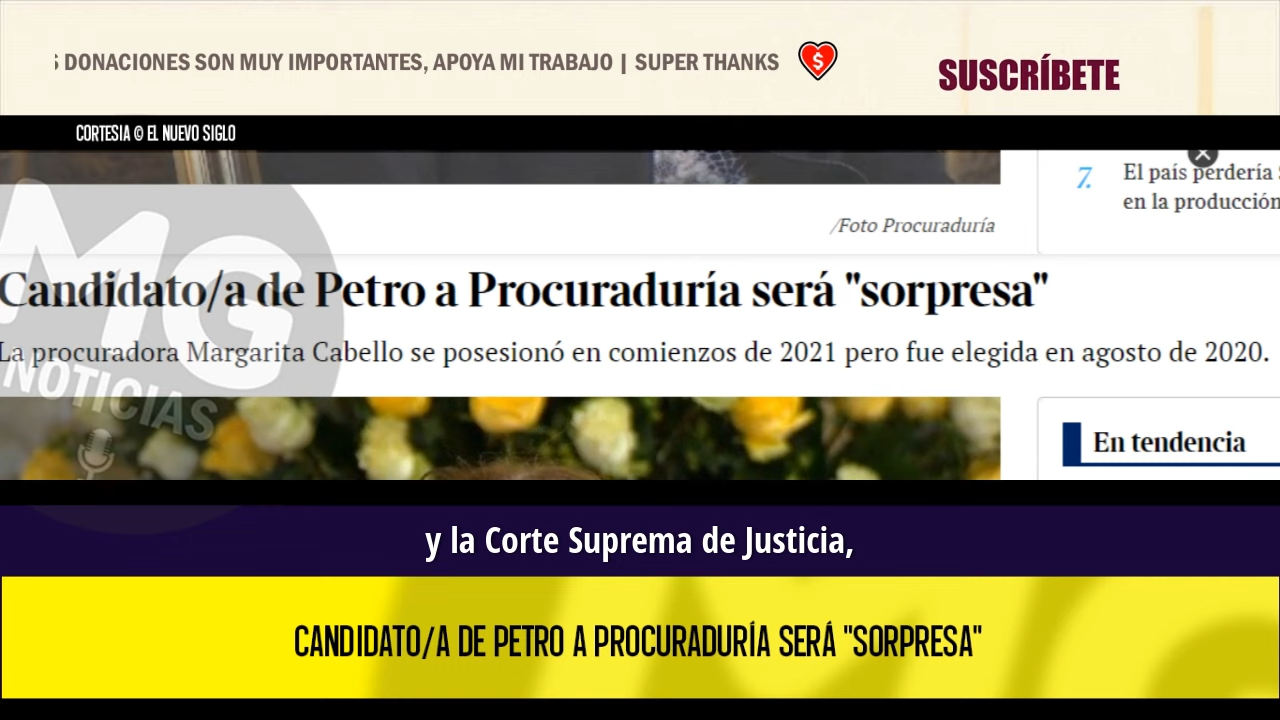 DONACIONES SON MUY IMPORTANTES, APOYA MI TRABAJO | SUPER THANKS
SUSCRÍBETE
CORTESIA © EL NUEVO SIGLO
7. El país perdería
en la producción
/Foto Procuraduría
Candidato/a de Petro a Procuraduría será "sorpresa"
La procuradora Margarita Cabello se posesionó en comienzos de 2021 pero fue elegida en agosto de 2020.
MG
NOTICIAS
En tendencia
y la Corte Suprema de Justicia,
CANDIDATO/A DE PETRO A PROCURADURÍA SERÁ "SORPRESA"